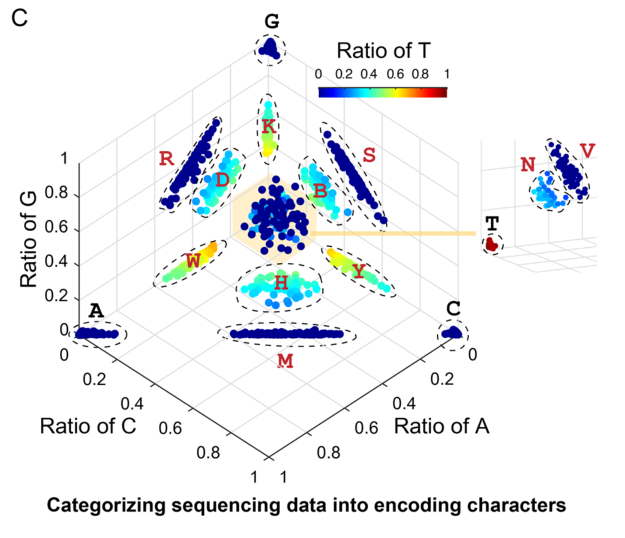 C
G
Ratio of T
0 0.2 0.4 0.6 0.8 1
K
R
S
N
V
D
B
1
0.8
0.6
0.4
0.2
0
Ratio of G
T
W
Y
H
A
C
M
0
0.2
0.4
0.6
0.8
1
Ratio of C
0
0.2
0.4
0.6
0.8
1
Ratio of A
Categorizing sequencing data into encoding characters